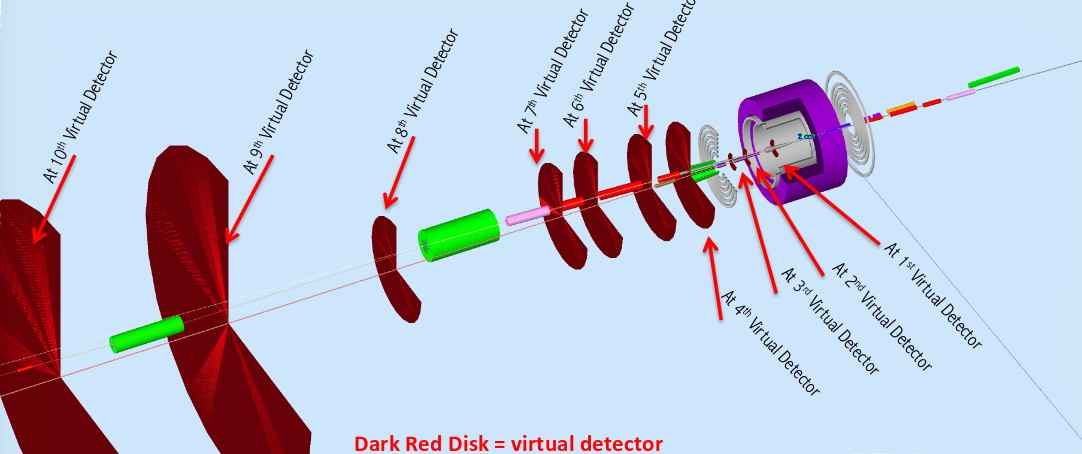 At 10th Virtual Detector
At 9th Virtual Detector
At 8th Virtual Detector
At 7th Virtual Detector
At 6th Virtual Detector
At 5th Virtual Detector
At 4th Virtual Detector
At 3rd Virtual Detector
At 2nd Virtual Detector
At 1st Virtual Detector
Dark Red Disk = virtual detector